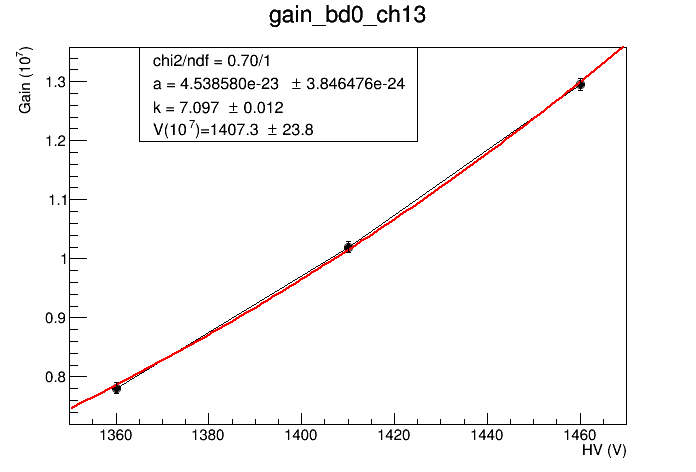 gain_bd0_ch13
chi2/ndf = 0.70/1
a = 4.538580e-23 ± 3.846476e-24
k = 7.097 ± 0.012
V(10⁷)=1407.3 ± 23.8
Gain (10⁷)
1.3
1.2
1.1
1
0.9
0.8
1360 1380 1400 1420 1440 1460
HV (V)